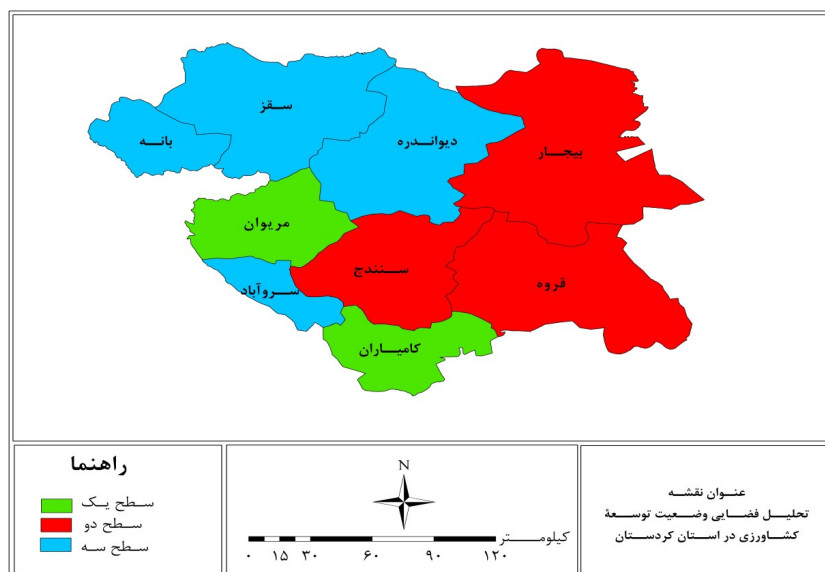 سقز
دیواندره
بانه
بیجار
مریوان
سنندج
قروه
سروآباد
کامیاران
راهنما
سطح یک
سطح دو
سطح سه
N
کیلومتر
۰ ۱۵ ۳۰ ۶۰ ۹۰ ۱۲۰
عنوان نقشه
تحلیل فضایی وضعیت توسعهٔ
کشاورزی در استان کردستان